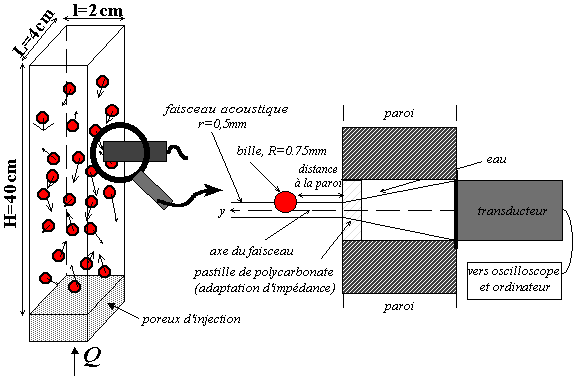 l=2cm
L=4cm
H=40cm
poreux d'injection
Q
faisceau acoustique
r=0,5mm
bille, R=0.75mm
distance
à la paroi
y
axe du faisceau
pastille de polycarbonate
(adaptation d'impédance)
paroi
eau
transducteur
vers oscilloscope
et ordinateur
paroi